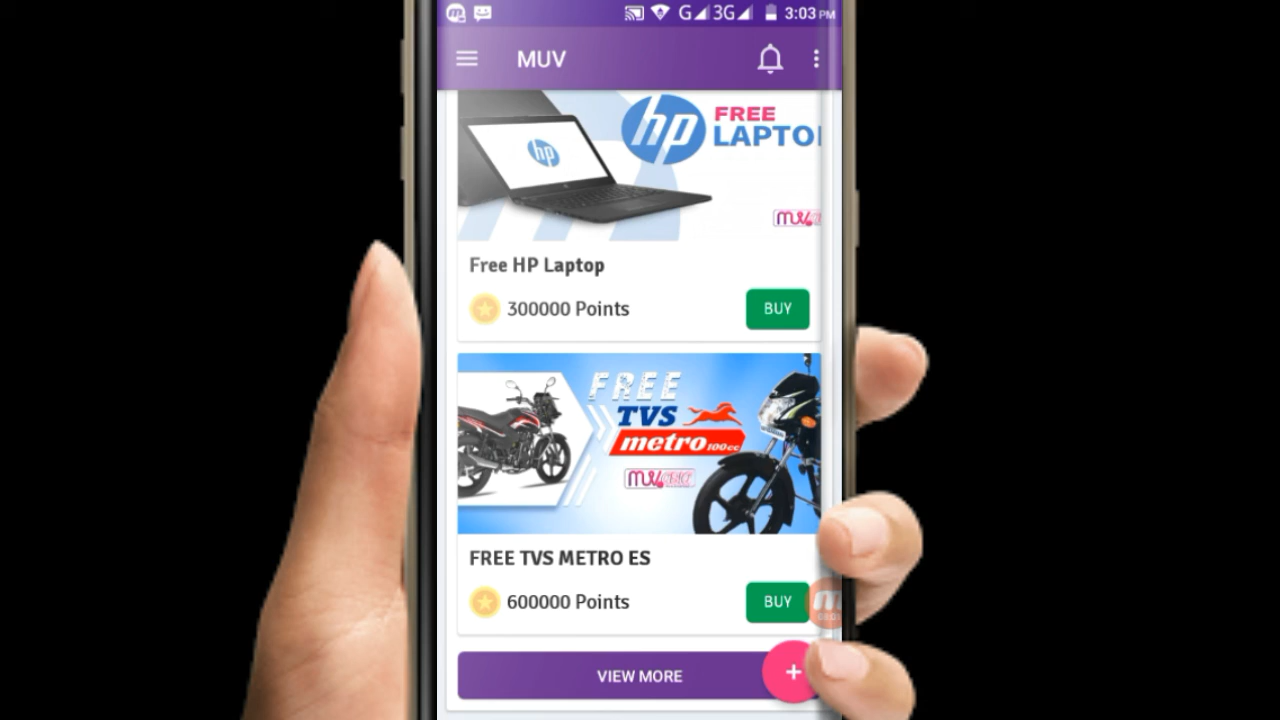 G 3G 3:03 PM
MUV
hp FREE
LAPTO
hp
Free HP Laptop
300000 Points BUY
FREE
TVS
metro 100cc
FREE TVS METRO ES
600000 Points BUY
VIEW MORE
+